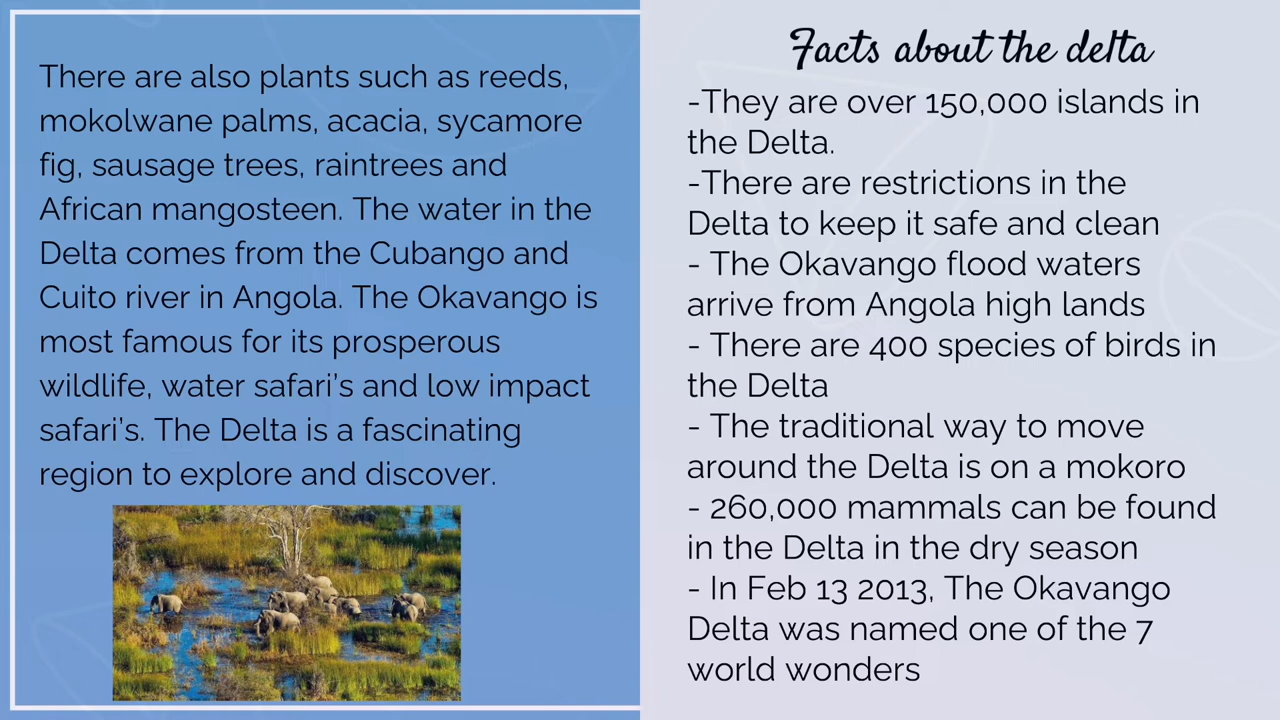 There are also plants such as reeds,
mokolwane palms, acacia, sycamore
fig, sausage trees, raintrees and
African mangosteen. The water in the
Delta comes from the Cubango and
Cuito river in Angola. The Okavango is
most famous for its prosperous
wildlife, water safari's and low impact
safari's. The Delta is a fascinating
region to explore and discover.
Facts about the delta
-They are over 150,000 islands in
the Delta.
-There are restrictions in the
Delta to keep it safe and clean
- The Okavango flood waters
arrive from Angola high lands
- There are 400 species of birds in
the Delta
- The traditional way to move
around the Delta is on a mokoro
- 260,000 mammals can be found
in the Delta in the dry season
- In Feb 13 2013, The Okavango
Delta was named one of the 7
world wonders